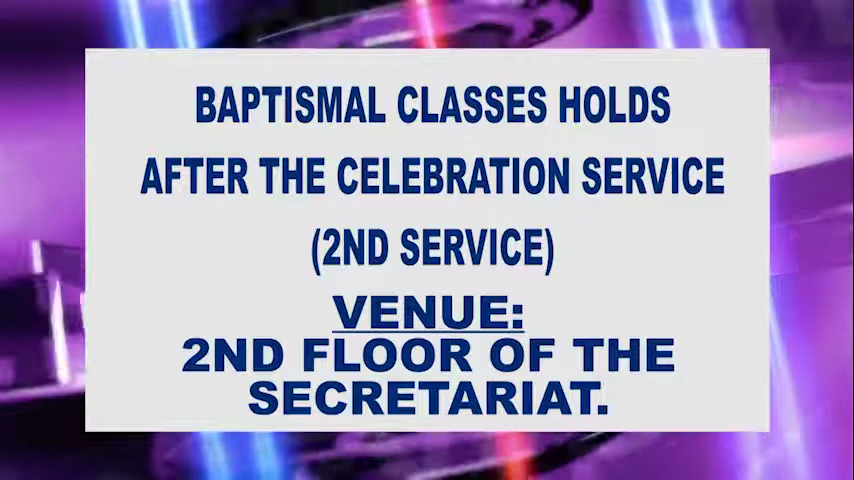 BAPTISMAL CLASSES HOLDS
AFTER THE CELEBRATION SERVICE
(2ND SERVICE)
VENUE:
2ND FLOOR OF THE
SECRETARIAT.